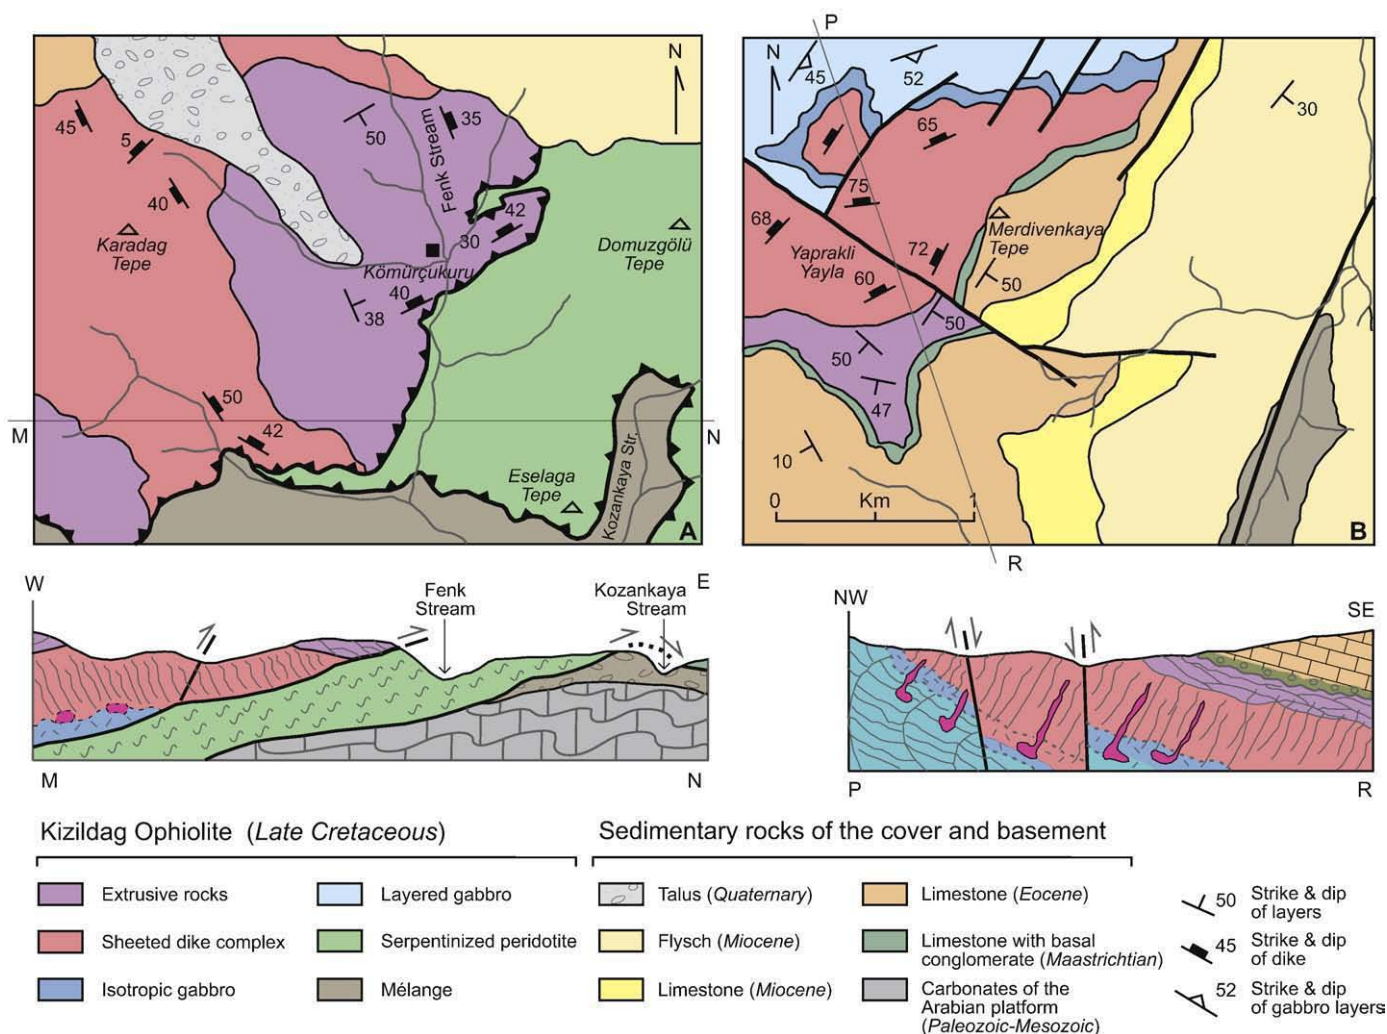 A
N
45
5
40
50
35
Fenk Stream
42
30
Karadag
Tepe
Kömürçukuru
Domuzgölü
Tepe
40
38
50
42
M
N
Eselaga
Tepe
Kozankaya Str.
A
B
P
N
45
52
65
30
75
68
Yaprakli
Yayla
72
60
Merdivenkaya
Tepe
50
50
50
47
10
0
Km
1
B
R
W
Fenk
Stream
Kozankaya
Stream
E
M
N
NW
SE
P
R
Kizildag Ophiolite (Late Cretaceous)
Extrusive rocks
Sheeted dike complex
Isotropic gabbro
Layered gabbro
Serpentinized peridotite
Mélange
Sedimentary rocks of the cover and basement
Talus (Quaternary)
Flysch (Miocene)
Limestone (Miocene)
Limestone (Eocene)
Limestone with basal
conglomerate (Maastrichtian)
Carbonates of the
Arabian platform
(Paleozoic-Mesozoic)
50 Strike & dip
of layers
45 Strike & dip
of dike
52 Strike & dip
of gabbro layers